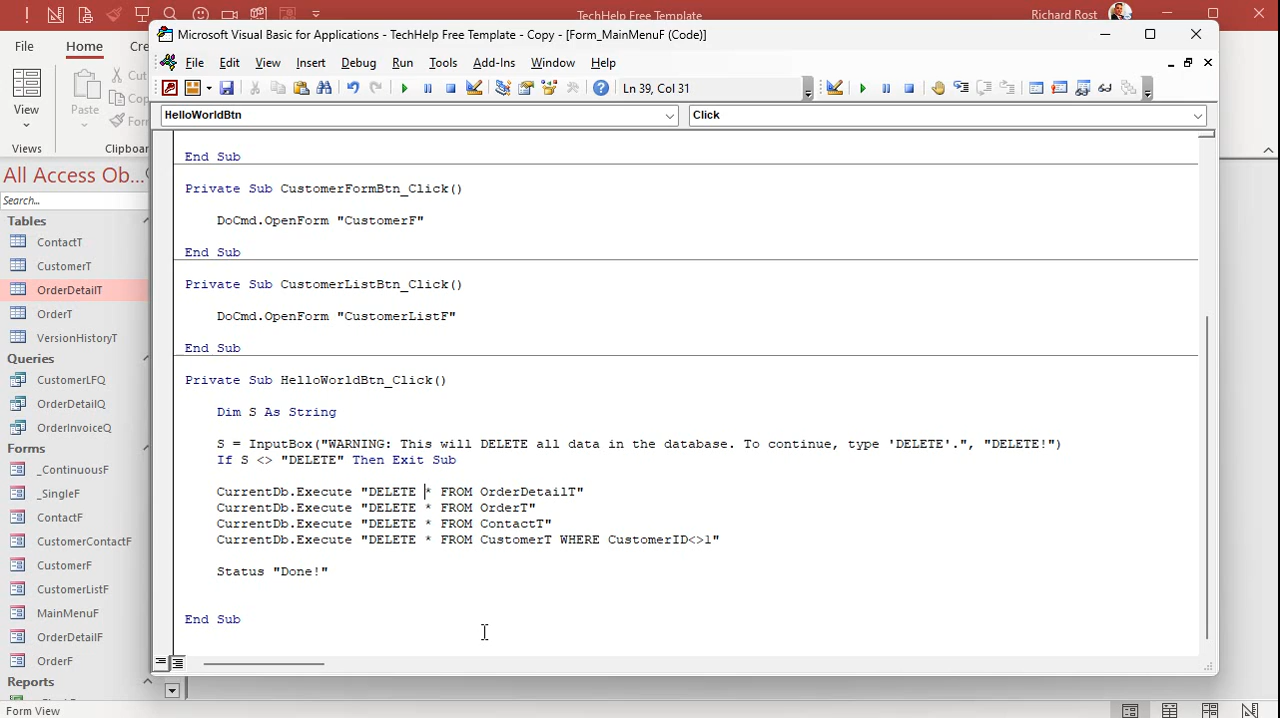 TechHelp Free Template
Richard Rost
File
Home
Cre
View
Paste
Cut
Copy
Views
Clipboar
All Access Ob...
Search...
Tables
ContactT
CustomerT
OrderDetailT
OrderT
VersionHistoryT
Queries
CustomerLFQ
OrderDetailQ
OrderInvoiceQ
Forms
_ContinuousF
_SingleF
ContactF
CustomerContactF
CustomerF
CustomerListF
MainMenuF
OrderDetailF
OrderF
Reports
Form View
Microsoft Visual Basic for Applications - TechHelp Free Template - Copy - [Form_MainMenuF (Code)]
File Edit View Insert Format Debug Run Tools Add-Ins Window Help
Ln 39, Col 31
HelloWorldBtn
Click
End Sub
Private Sub CustomerFormBtn_Click()
DoCmd.OpenForm "CustomerF"
End Sub
Private Sub CustomerListBtn_Click()
DoCmd.OpenForm "CustomerListF"
End Sub
Private Sub HelloWorldBtn_Click()
Dim S As String
S = InputBox("WARNING: This will DELETE all data in the database. To continue, type 'DELETE'.", "DELETE!")
If S <> "DELETE" Then Exit Sub
CurrentDb.Execute "DELETE * FROM OrderDetailT"
CurrentDb.Execute "DELETE * FROM OrderT"
CurrentDb.Execute "DELETE * FROM ContactT"
CurrentDb.Execute "DELETE * FROM CustomerT WHERE CustomerID<>1"
Status "Done!"
End Sub